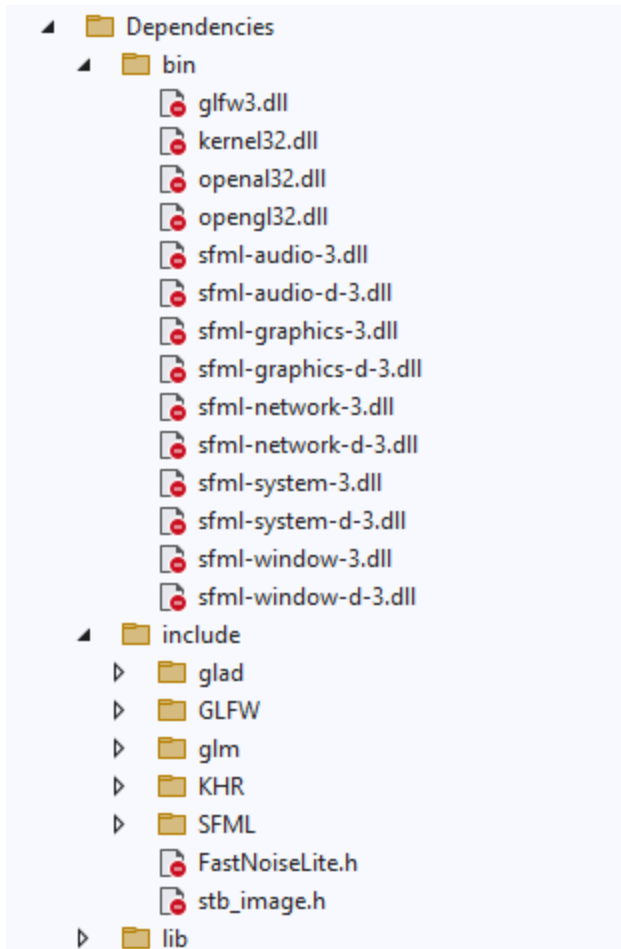 Dependencies
bin
glfw3.dll
kernel32.dll
openal32.dll
opengl32.dll
sfml-audio-3.dll
sfml-audio-d-3.dll
sfml-graphics-3.dll
sfml-graphics-d-3.dll
sfml-network-3.dll
sfml-network-d-3.dll
sfml-system-3.dll
sfml-system-d-3.dll
sfml-window-3.dll
sfml-window-d-3.dll
include
glad
GLFW
glm
KHR
SFML
FastNoiseLite.h
stb_image.h
lib